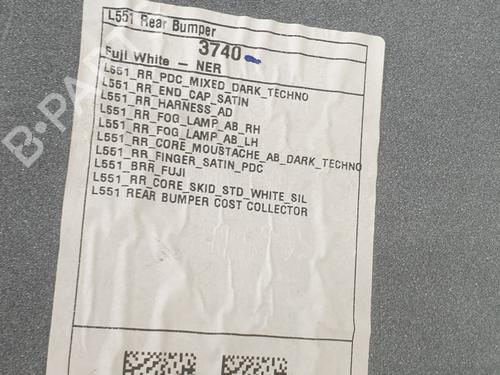 L551 Rear Bumper
3740
Fuji White - NER
L551_RR_PDC_MIXED_DARK_TECHNO
L551_RR_END_CAP_SATIN
L551_RR_HARNESS_AD
L551_RR_FOG_LAMP_AB_RH
L551_RR_FOG_LAMP_AB_LH
L551_RR_CORE_MOUSTACHE_AB_DARK_TECHNO
L551_RR_FINGER_SATIN_PDC
L551_BRR_FUJI
L551_RR_CORE_SKID_STD_WHITE_SIL
L551 REAR BUMPER COST COLLECTOR
B-PARTS